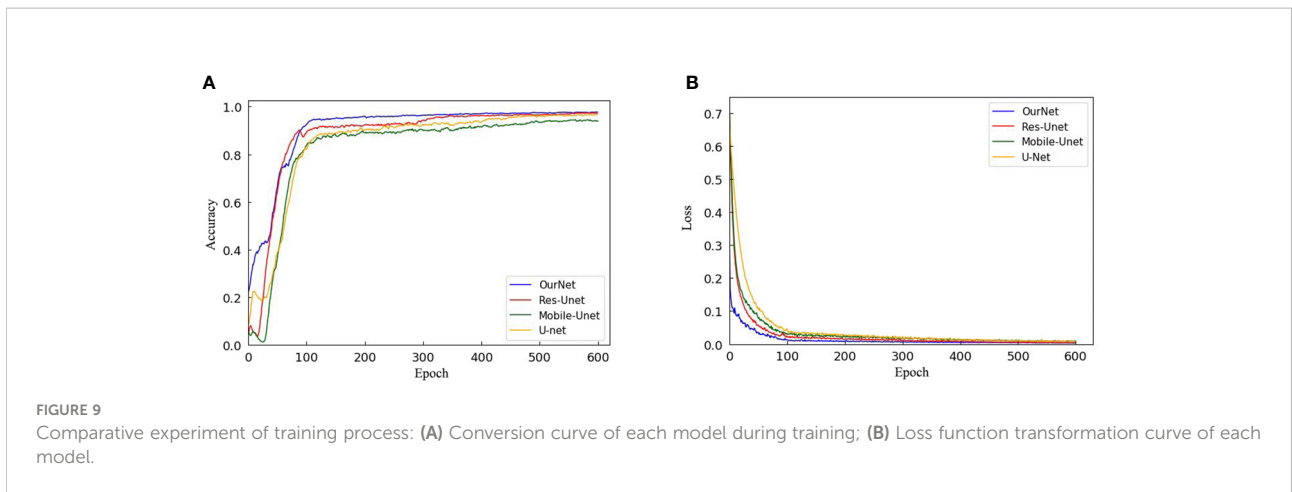 A
1.0
0.8
0.6
0.4
0.2
0.0
Accuracy
0
100
200
300
400
500
600
Epoch
OurNet
Res-Unet
Mobile-Unet
U-net
B
0.7
0.6
0.5
0.4
0.3
0.2
0.1
0.0
Loss
0
100
200
300
400
500
600
Epoch
OurNet
Res-Unet
Mobile-Unet
U-Net
FIGURE 9
Comparative experiment of training process: (A) Conversion curve of each model during training; (B) Loss function transformation curve of each
model.